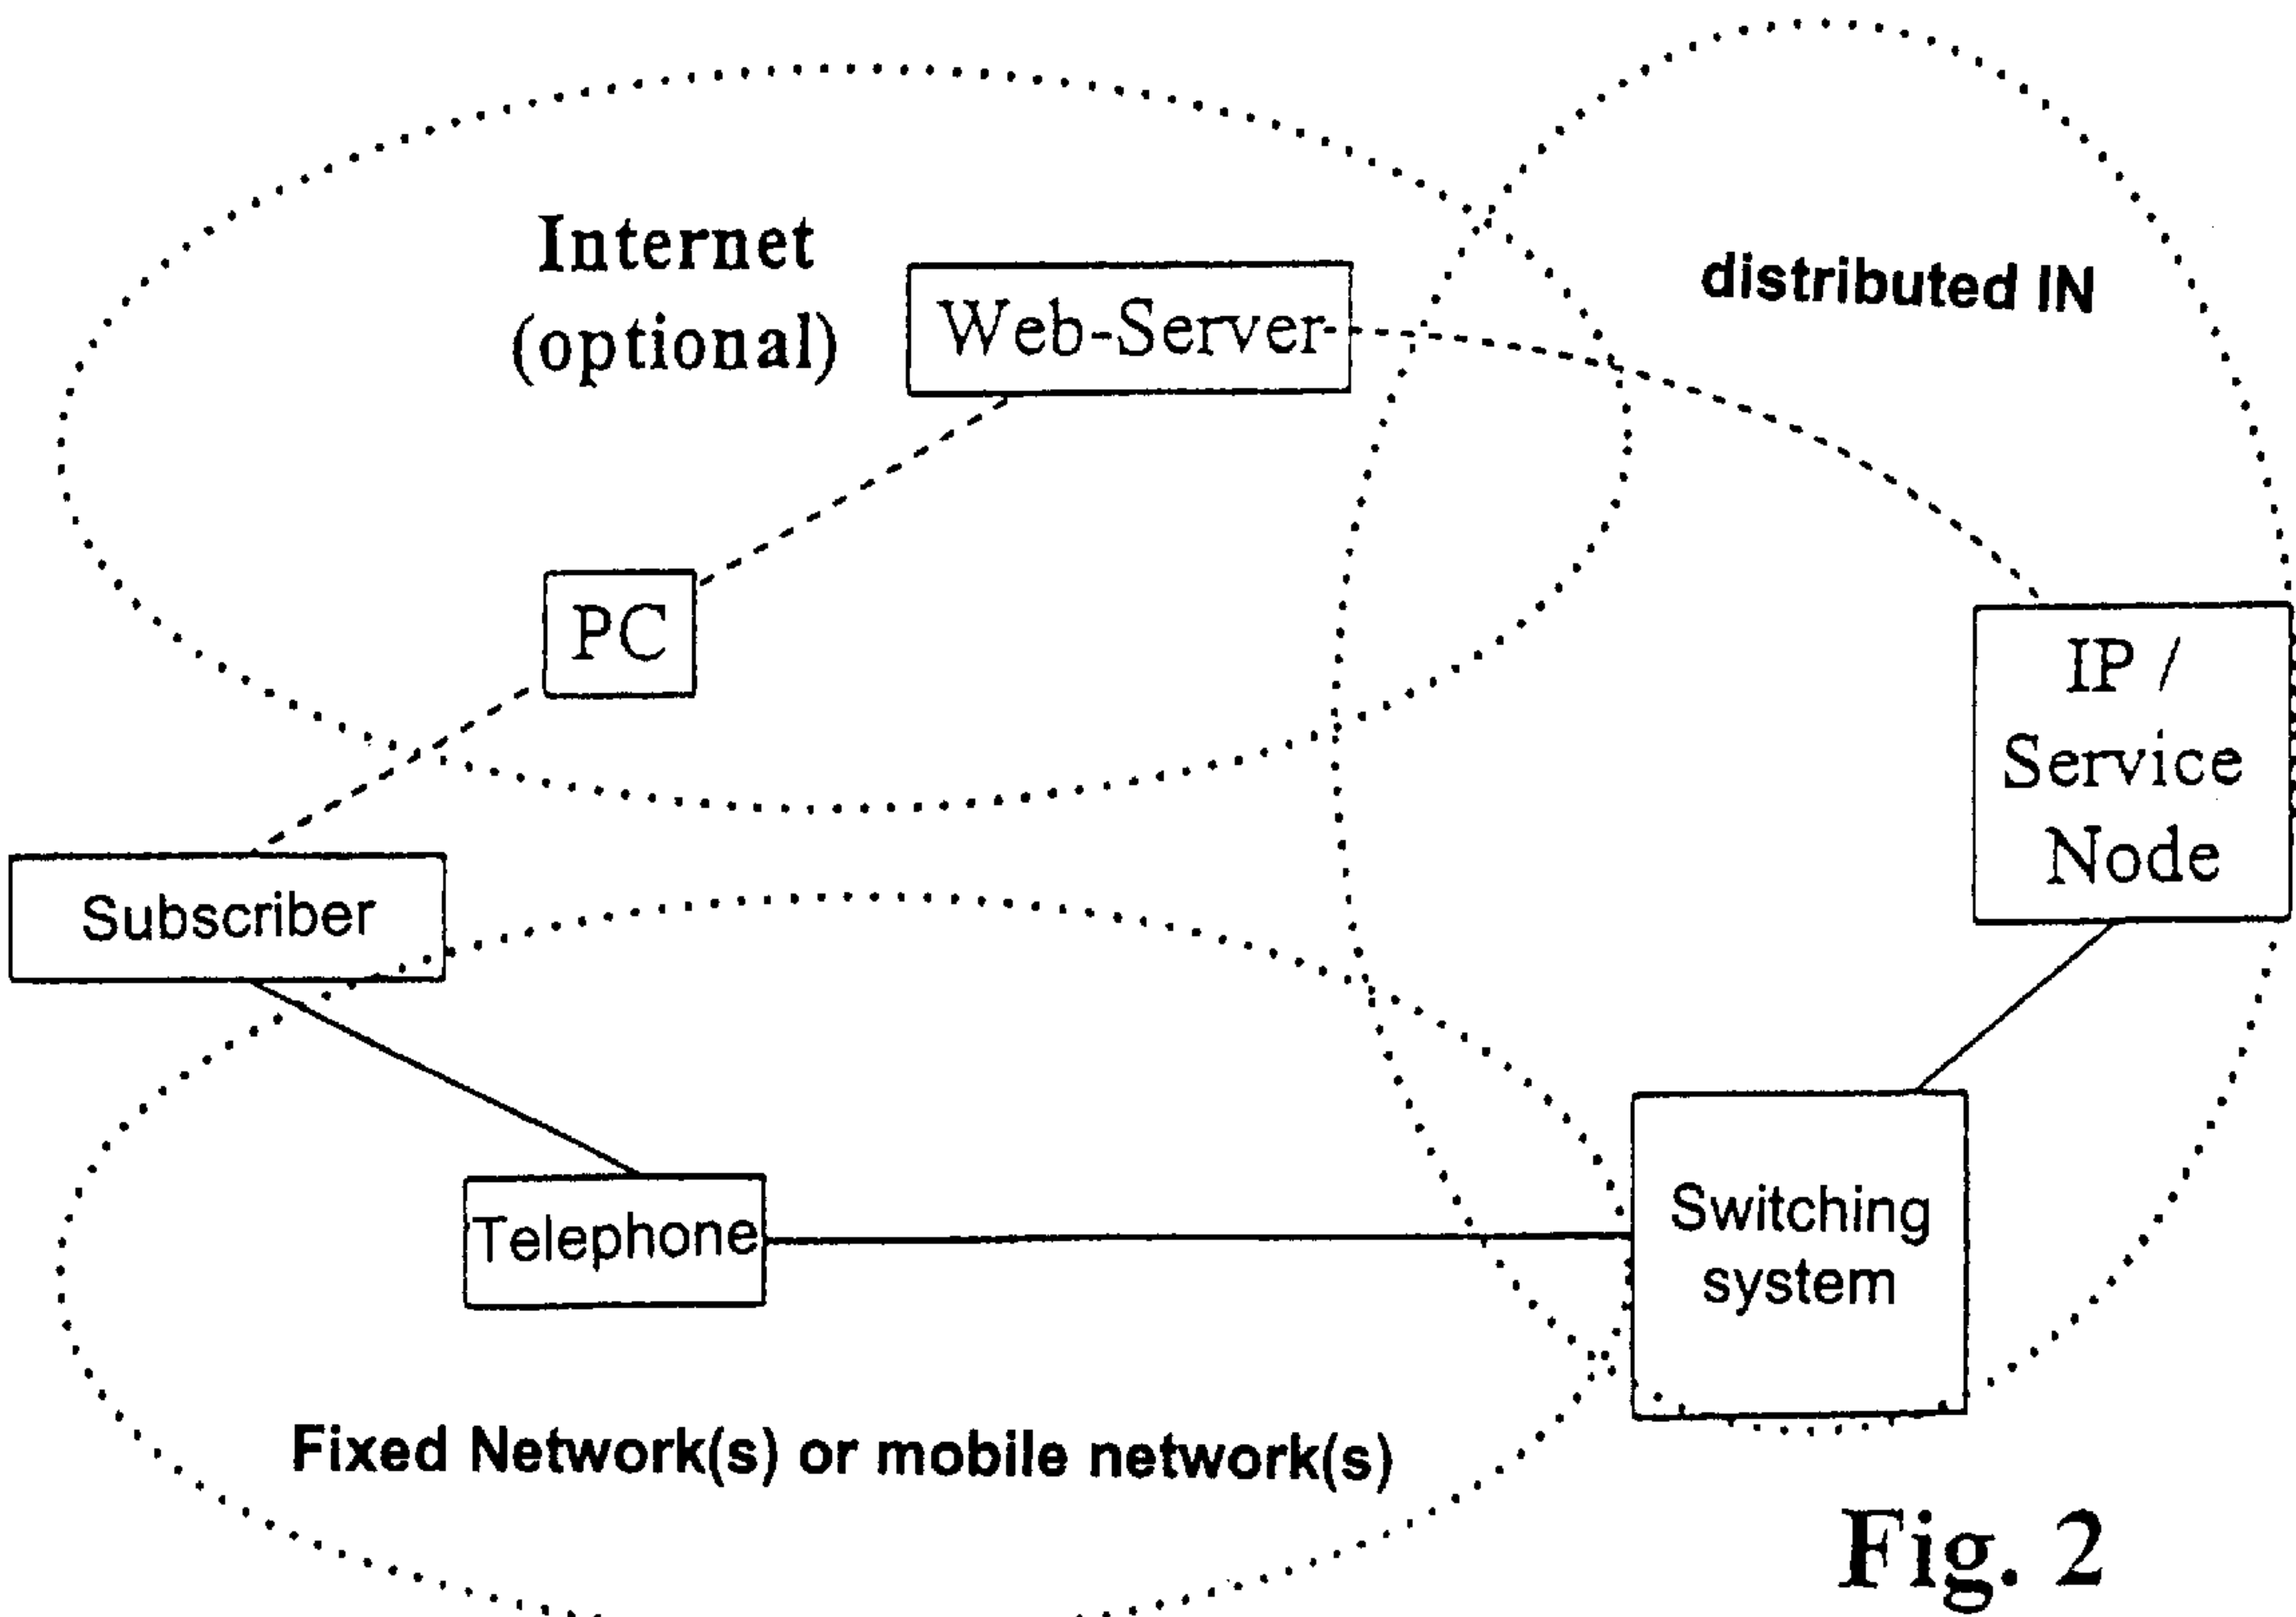 Internet
(optional)
Web-Server
distributed IN
PC
IP /
Service
Node
Subscriber
Switching
system
Telephone
Fixed Network(s) or mobile network(s)
Fig. 2